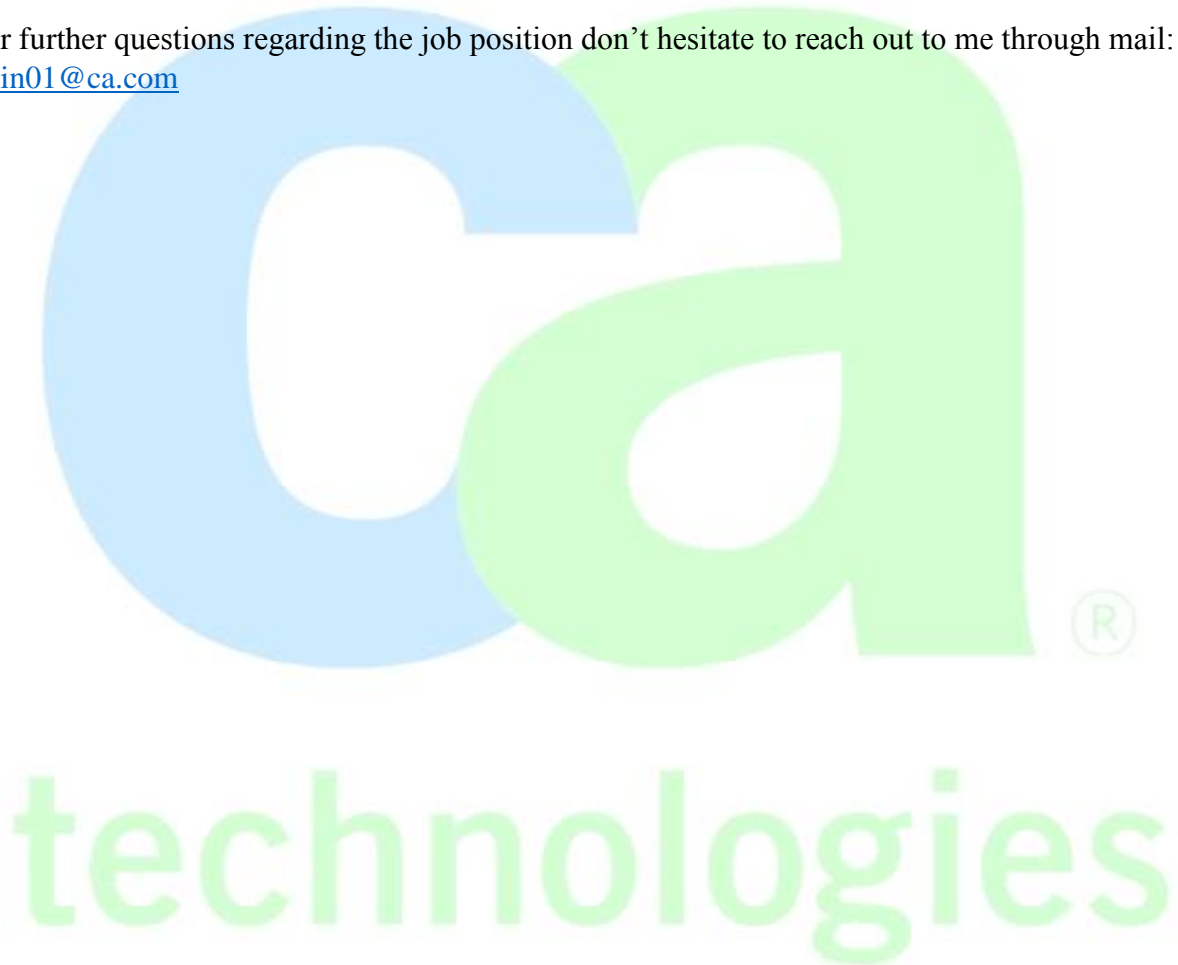 r further questions regarding the job position don’t hesitate to reach out to me through mail:
in01@ca.com
ca
®
technologies